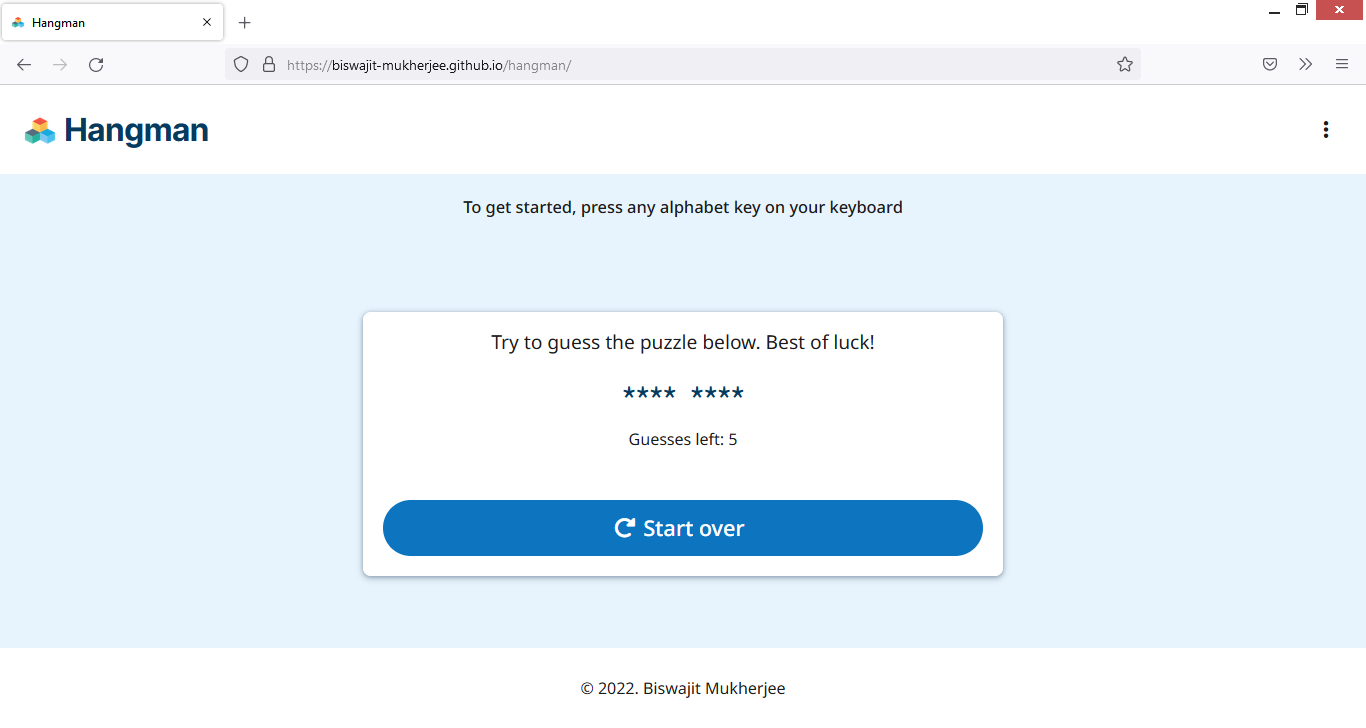 Hangman
https://biswajit-mukherjee.github.io/hangman/
Hangman
To get started, press any alphabet key on your keyboard
Try to guess the puzzle below. Best of luck!
**** ****
Guesses left: 5
Start over
© 2022. Biswajit Mukherjee